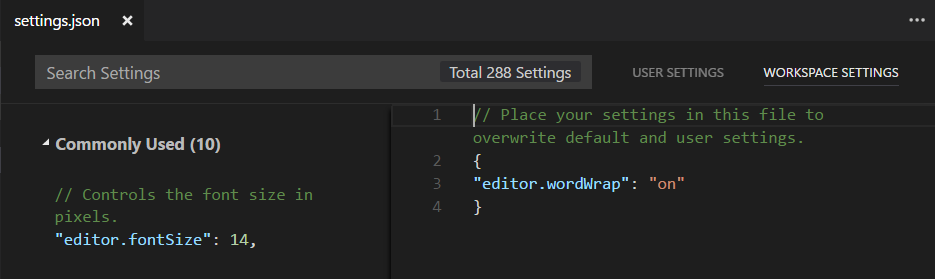 settings.json
Search Settings
Total 288 Settings
USER SETTINGS
WORKSPACE SETTINGS
Commonly Used (10)
// Controls the font size in
pixels.
"editor.fontSize": 14,
1 // Place your settings in this file to
overwrite default and user settings.
2 {
3 "editor.wordWrap": "on"
4 }